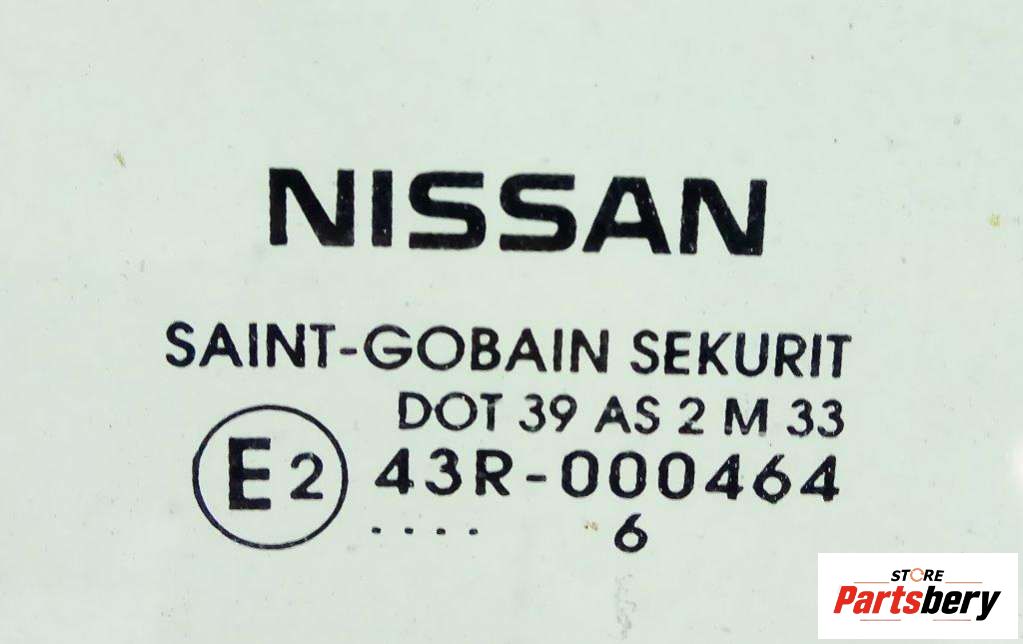 NISSAN
SAINT-GOBAIN SEKURIT
DOT 39 AS 2 M 33
E2 43R-000464
.... 6
STORE
Partsbery